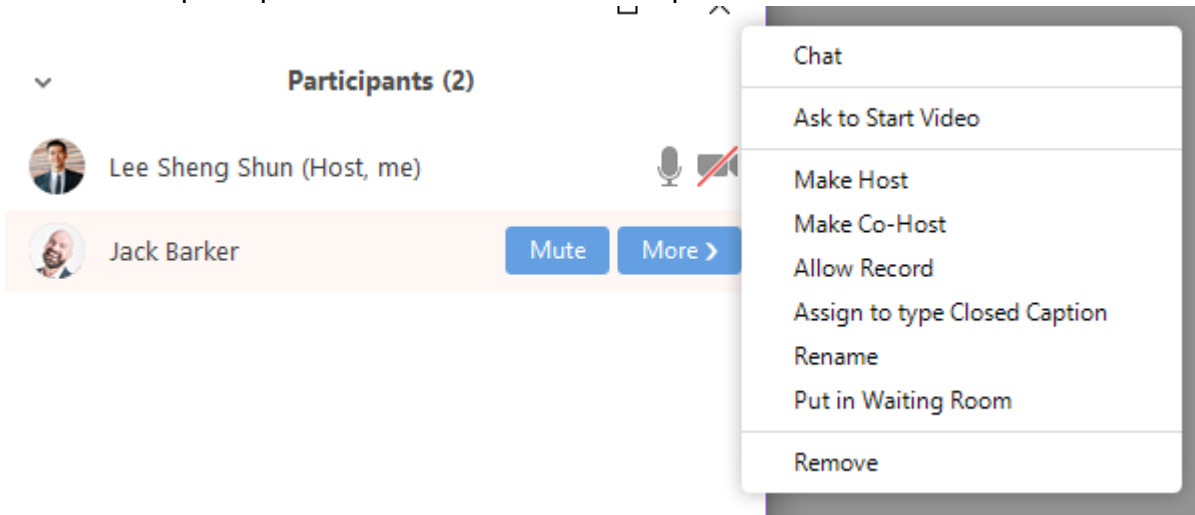 Participants (2)
Lee Sheng Shun (Host, me)
Jack Barker
Mute
More ❯
Chat
Ask to Start Video
Make Host
Make Co-Host
Allow Record
Assign to type Closed Caption
Rename
Put in Waiting Room
Remove